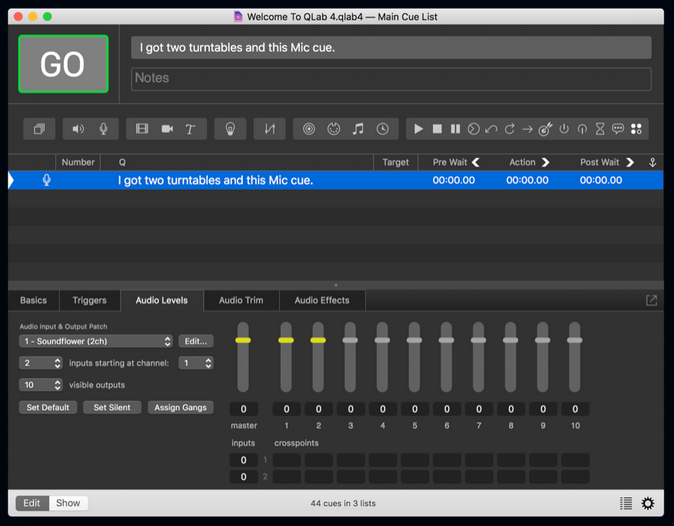 Welcome To QLab 4.qlab4 — Main Cue List
GO
I got two turntables and this Mic cue.
Notes
Number Q Target Pre Wait Action Post Wait
I got two turntables and this Mic cue. 00:00.00 00:00.00 00:00.00
Basics Triggers Audio Levels Audio Trim Audio Effects
Audio Input & Output Patch
1 - Soundflower (2ch) Edit...
2 inputs starting at channel: 1
10 visible outputs
Set Default Set Silent Assign Gangs
0 0 0 0 0 0 0 0 0 0 0
master 1 2 3 4 5 6 7 8 9 10
inputs crosspoints
0 1
0 2
Edit Show 44 cues in 3 lists